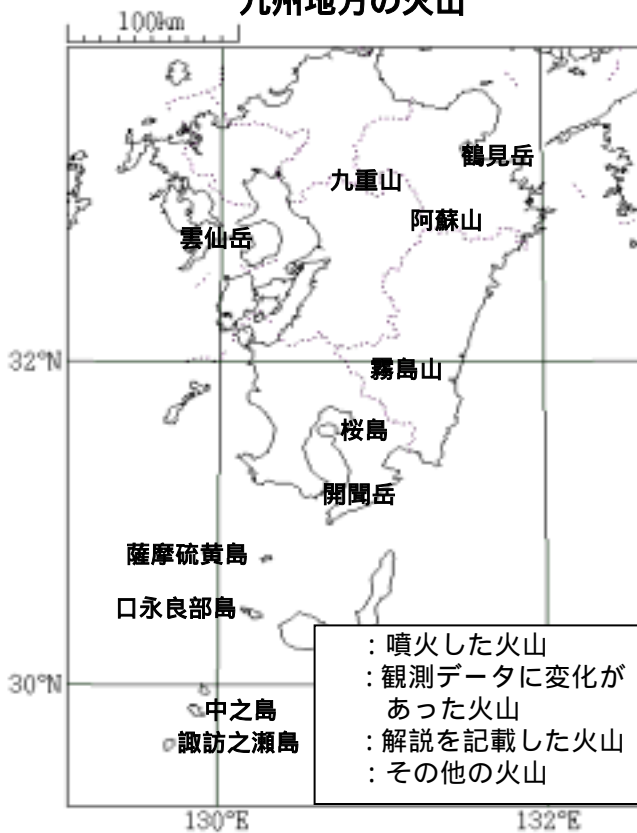 九州地方の火山
100km
鶴見岳
九重山
阿蘇山
雲仙岳
32°N
霧島山
桜島
開聞岳
薩摩硫黄島
口永良部島
：噴火した火山
：観測データに変化が
あった火山
：解説を記載した火山
：その他の火山
30°N
中之島
諏訪之瀬島
130°E
132°E